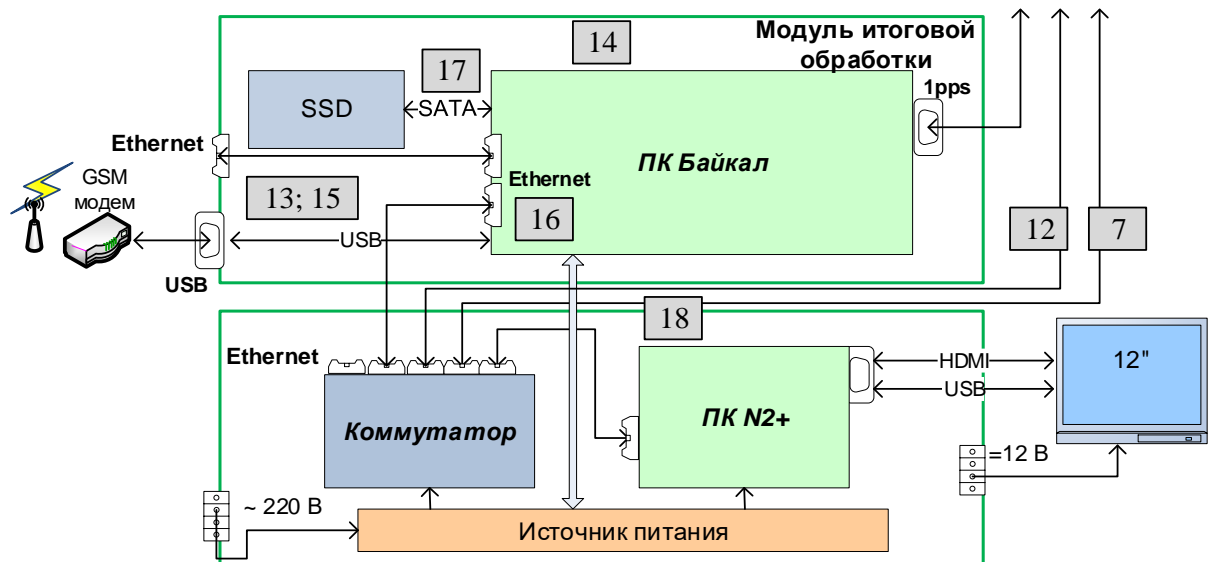 14
Модуль итоговой
обработки
17
SSD
SATA
1pps
Ethernet
ПК Байкал
GSM
модем
Ethernet
13; 15
16
12
7
USB
USB
18
Ethernet
HDMI
12"
USB
Коммутатор
ПК N2+
=12 В
~ 220 В
Источник питания